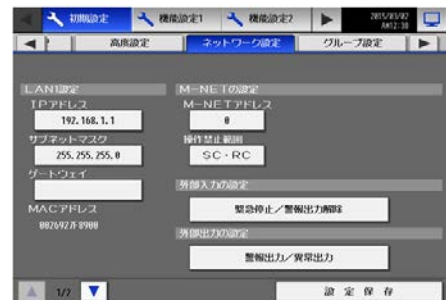 初期設定
機能設定1
機能設定2
2015/03/02
AM12:30
高度設定
ネットワーク設定
グループ設定
LAN1設定
IPアドレス
192.168.1.1
サブネットマスク
255.255.255.0
ゲートウェイ
MACアドレス
0026927F8900
M-NETの設定
M-NETアドレス
0
操作禁止範囲
SC・RC
外部入力の設定
緊急停止／警報出力解除
外部出力の設定
警報出力／異常出力
1/2
設定保存